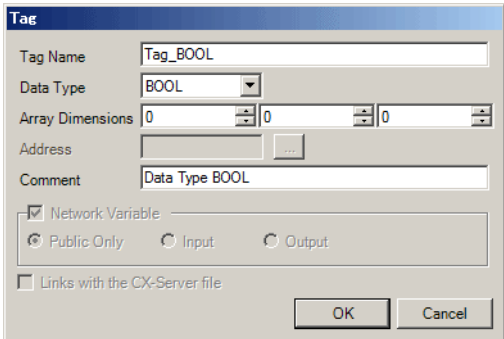 Tag
Tag Name Tag_BOOL
Data Type BOOL
Array Dimensions 0 0 0
Address ...
Comment Data Type BOOL
Network Variable
Public Only Input Output
Links with the CX-Server file
OK Cancel